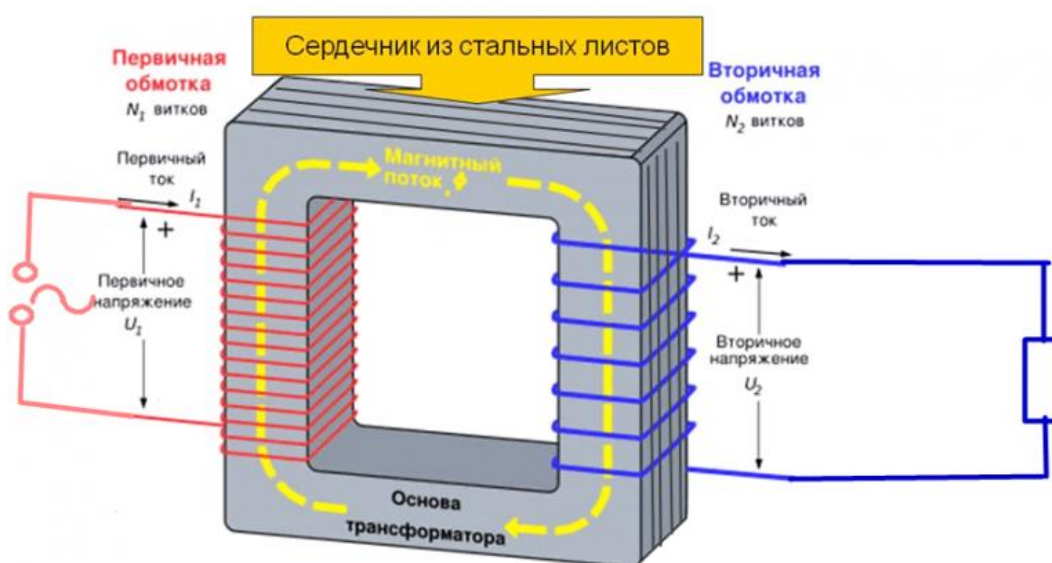 Сердечник из стальных листов
Первичная
обмотка
N₁ витков
Вторичная
обмотка
N₂ витков
Первичный
ток
I₁
+
Магнитный
поток, Φ
Вторичный
ток
I₂
+
Первичное
напряжение
U₁
Вторичное
напряжение
U₂
Основа
трансформатора